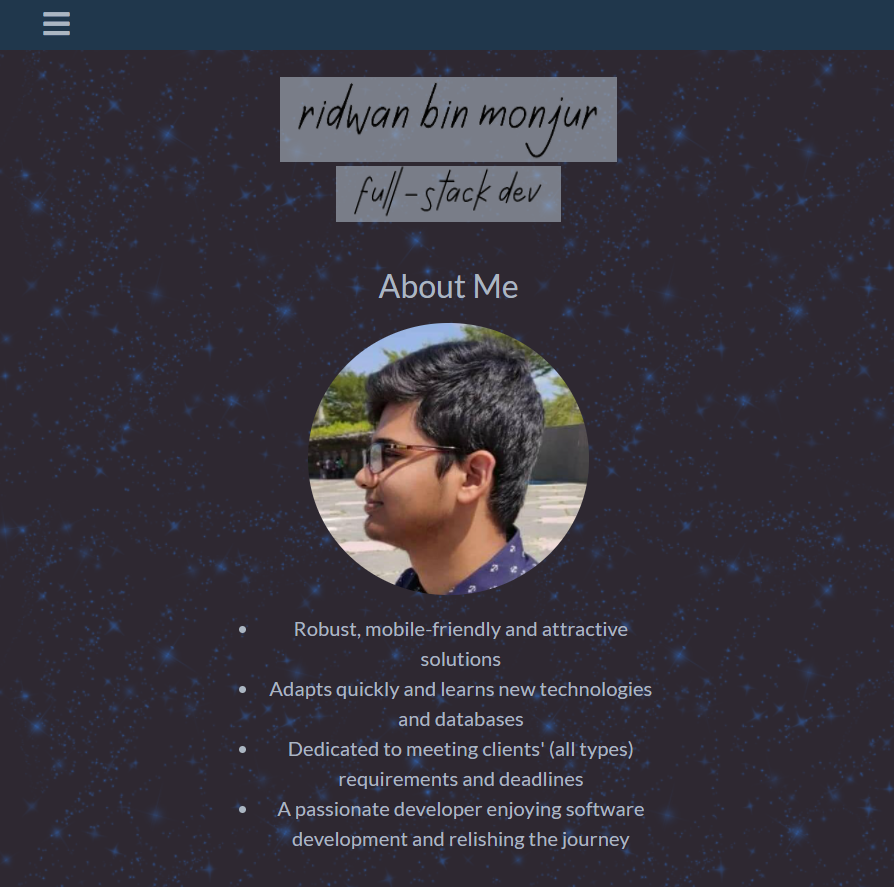 ridwan bin monjur
full-stack dev
About Me
Robust, mobile-friendly and attractive
solutions
Adapts quickly and learns new technologies
and databases
Dedicated to meeting clients' (all types)
requirements and deadlines
A passionate developer enjoying software
development and relishing the journey